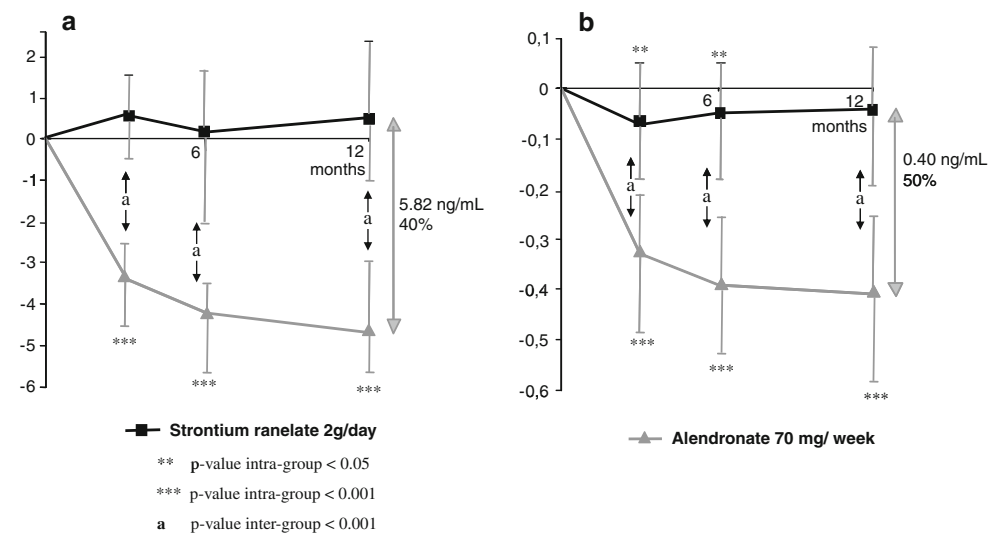 a
2
1
0
-1
-2
-3
-4
-5
-6
6
12
months
a
a
a
5.82 ng/mL
40%
***
***
***
b
0,1
0
-0,1
-0,2
-0,3
-0,4
-0,5
-0,6
**
**
6
12
months
a
a
a
0.40 ng/mL
50%
***
***
***
Strontium ranelate 2g/day
Alendronate 70 mg/ week
** p-value intra-group < 0.05
*** p-value intra-group < 0.001
a p-value inter-group < 0.001